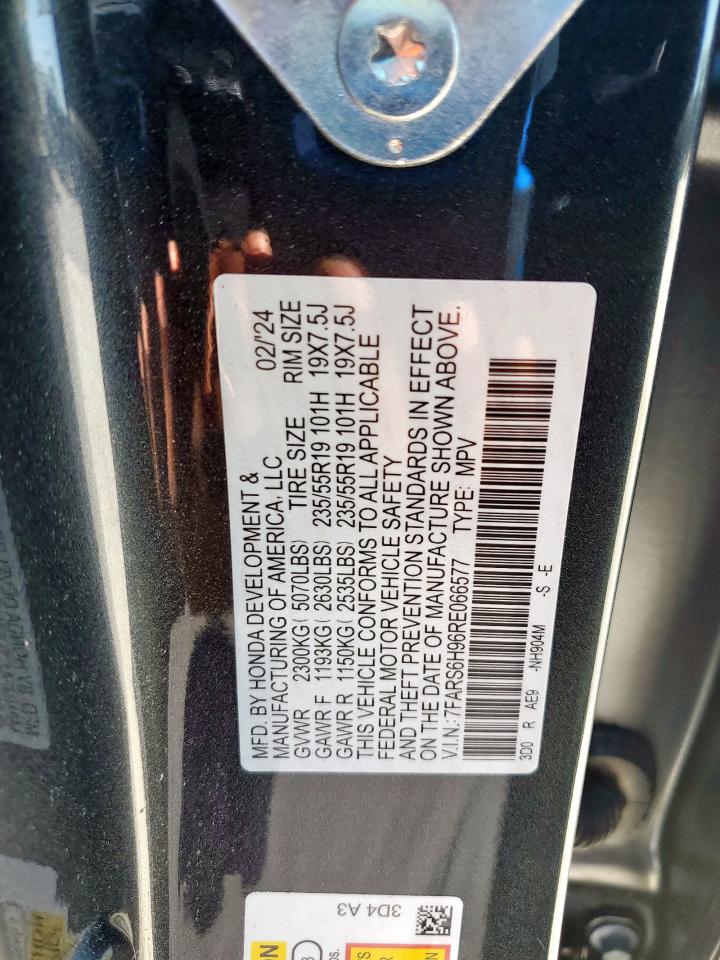 MFD. BY HONDA DEVELOPMENT &
MANUFACTURING OF AMERICA, LLC 02/'24
GVWR 2300KG( 5070LBS) TIRE SIZE RIM SIZE
GAWR F 1193KG( 2630LBS) 235/55R19 101H 19X7.5J
GAWR R 1150KG( 2535LBS) 235/55R19 101H 19X7.5J
THIS VEHICLE CONFORMS TO ALL APPLICABLE
FEDERAL MOTOR VEHICLE SAFETY
AND THEFT PREVENTION STANDARDS IN EFFECT
ON THE DATE OF MANUFACTURE SHOWN ABOVE.
V.I.N.:7FARS6H96RE066577 TYPE: MPV
3D0 R AE9 -NH904M -S -E
3D4 A3